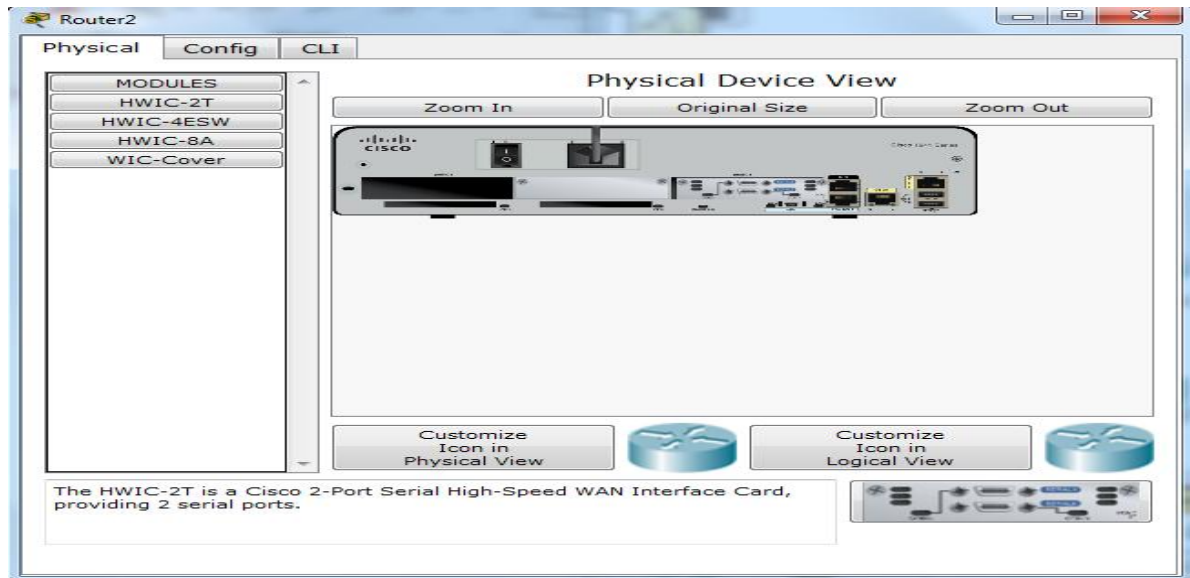 Router2
Physical
Config
CLI
MODULES
HWIC-2T
HWIC-4ESW
HWIC-8A
WIC-Cover
Physical Device View
Zoom In
Original Size
Zoom Out
CISCO
Customize
Icon in
Physical View
Customize
Icon in
Logical View
The HWIC-2T is a Cisco 2-Port Serial High-Speed WAN Interface Card,
providing 2 serial ports.